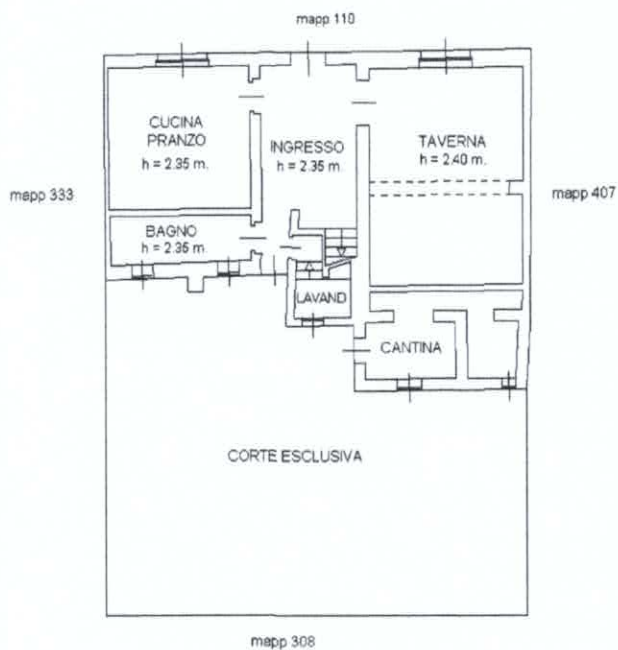 mapp 110
CUCINA
PRANZO
h = 2.35 m.
INGRESSO
h = 2.35 m.
TAVERNA
h = 2.40 m.
mapp 333
mapp 407
BAGNO
h = 2.35 m.
LAVAND
CANTINA
CORTE ESCLUSIVA
mapp 308